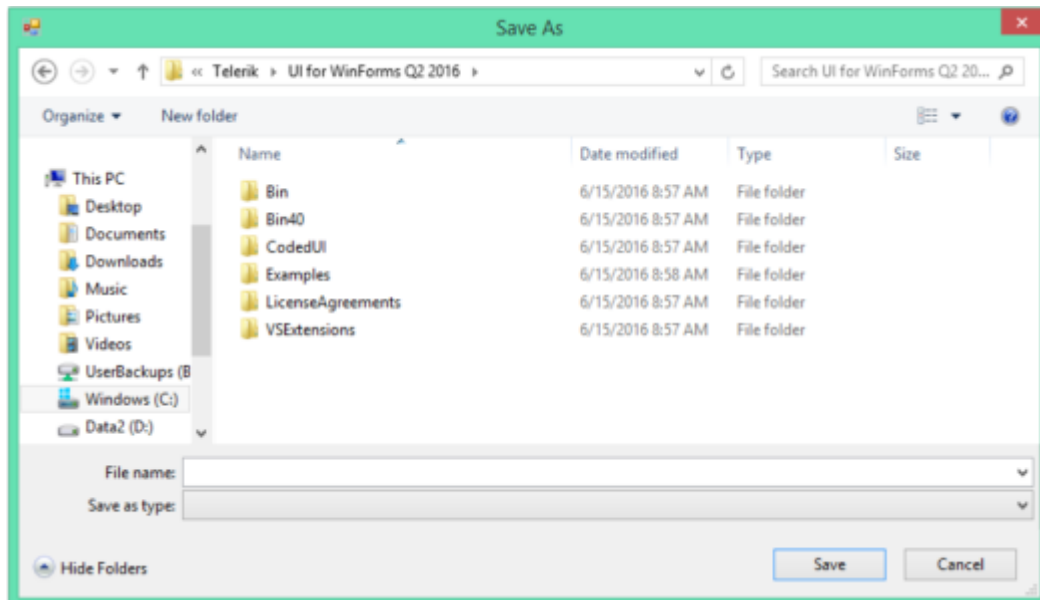 Save As
« Telerik › UI for WinForms Q2 2016 › Search UI for WinForms Q2 20...
Organize New folder
Name Date modified Type Size
This PC
Desktop
Documents
Downloads
Music
Pictures
Videos
UserBackups (B
Windows (C:)
Data2 (D:)
Bin 6/15/2016 8:57 AM File folder
Bin40 6/15/2016 8:57 AM File folder
CodedUI 6/15/2016 8:57 AM File folder
Examples 6/15/2016 8:58 AM File folder
LicenseAgreements 6/15/2016 8:57 AM File folder
VSExtensions 6/15/2016 8:57 AM File folder
File name:
Save as type:
Hide Folders Save Cancel